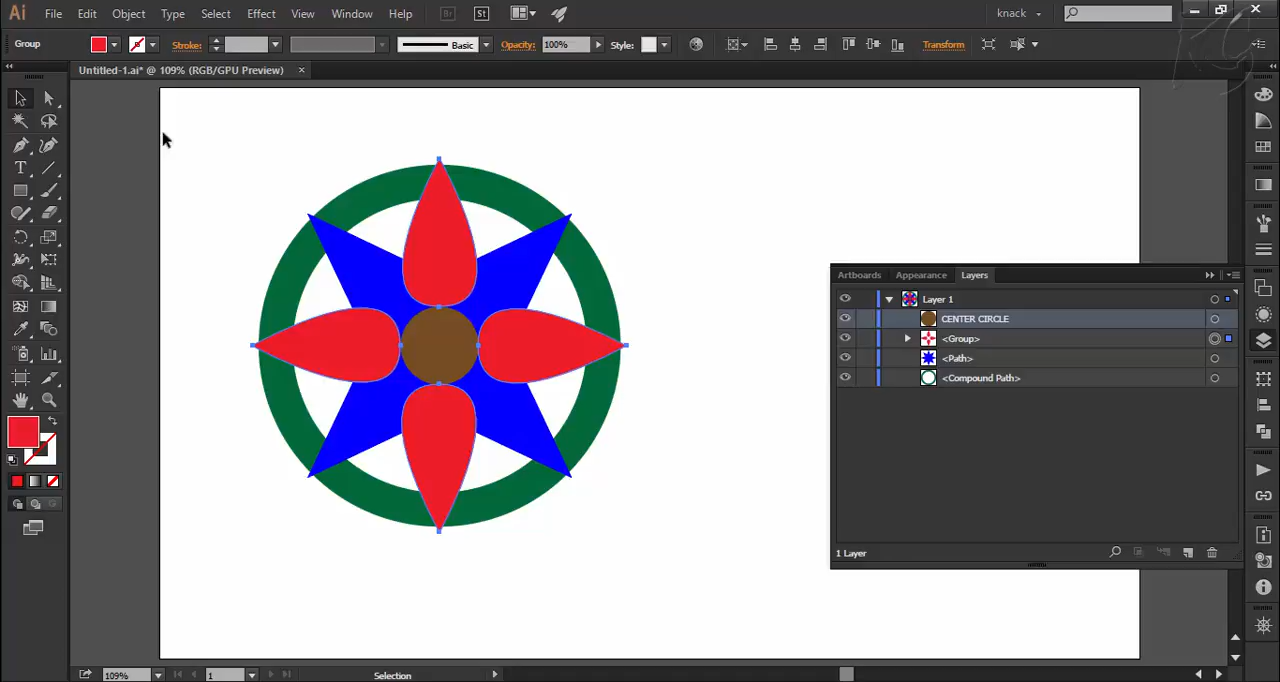 Ai File Edit Object Type Select Effect View Window Help Br St knack
Group Stroke: Basic Opacity: 100% Style: Transform
Untitled-1.ai* @ 109% (RGB/GPU Preview) ×
Artboards Appearance Layers
Layer 1
CENTER CIRCLE
<Group>
<Path>
<Compound Path>
1 Layer
109% 1 Selection